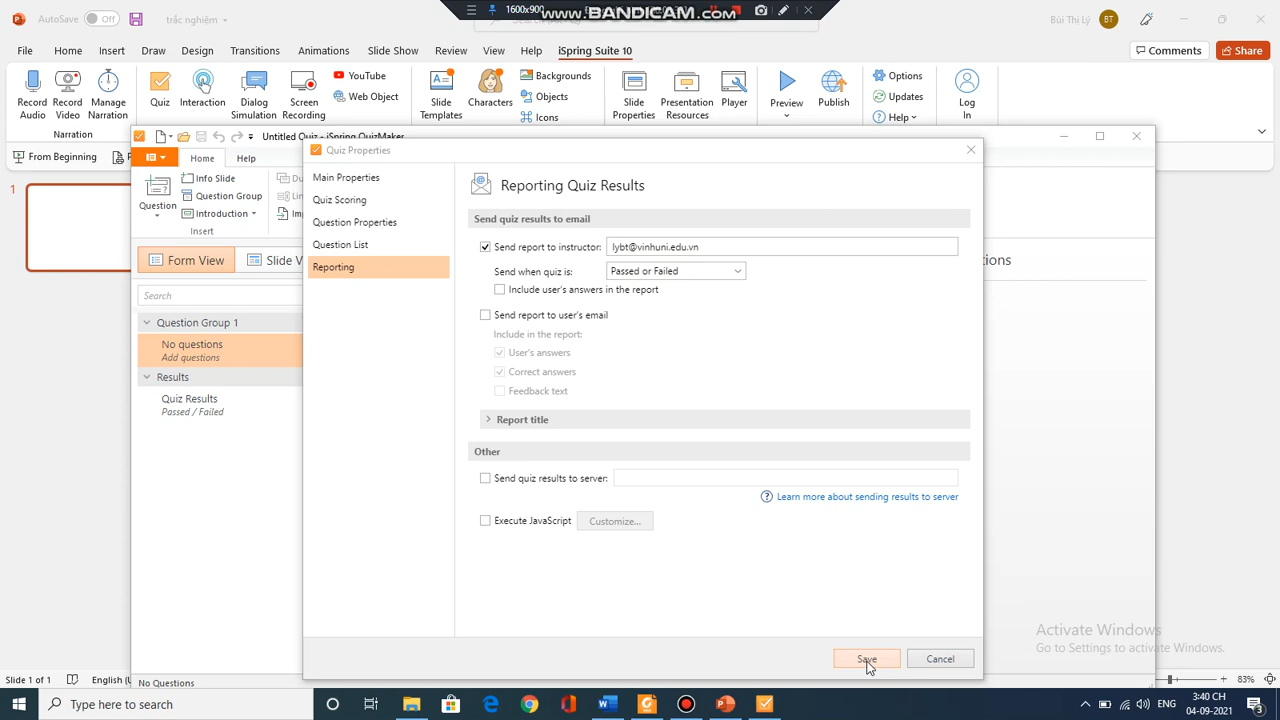 1600x900
www.BANDICAM.com
AutoSave Off trắc nghiệm
Bùi Thị Lý BT
File Home Insert Draw Design Transitions Animations Slide Show Review View Help iSpring Suite 10 Comments Share
Record Audio
Record Video
Manage Narration
Narration
Quiz
Interaction
Dialog Simulation
Screen Recording
YouTube
Web Object
Slide Templates
Characters
Backgrounds
Objects
Icons
Slide Properties
Presentation Resources
Player
Preview
Publish
Options
Updates
Help
Log In
From Beginning
Untitled Quiz - iSpring QuizMaker
Home Help
Question
Info Slide
Question Group
Introduction
Insert
Form View
Search
Question Group 1
No questions
Add questions
Results
Quiz Results
Passed / Failed
No Questions
1
Quiz Properties
Main Properties
Quiz Scoring
Question Properties
Question List
Reporting
Reporting Quiz Results
Send quiz results to email
Send report to instructor: lybt@vinhuni.edu.vn
Send when quiz is: Passed or Failed
Include user's answers in the report
Send report to user's email
Include in the report:
User's answers
Correct answers
Feedback text
Report title
Other
Send quiz results to server:
Learn more about sending results to server
Execute JavaScript Customize...
Save Cancel
Activate Windows
Go to Settings to activate Windows.
Slide 1 of 1
83%
Type here to search
ENG
3:40 CH
04-09-2021
3